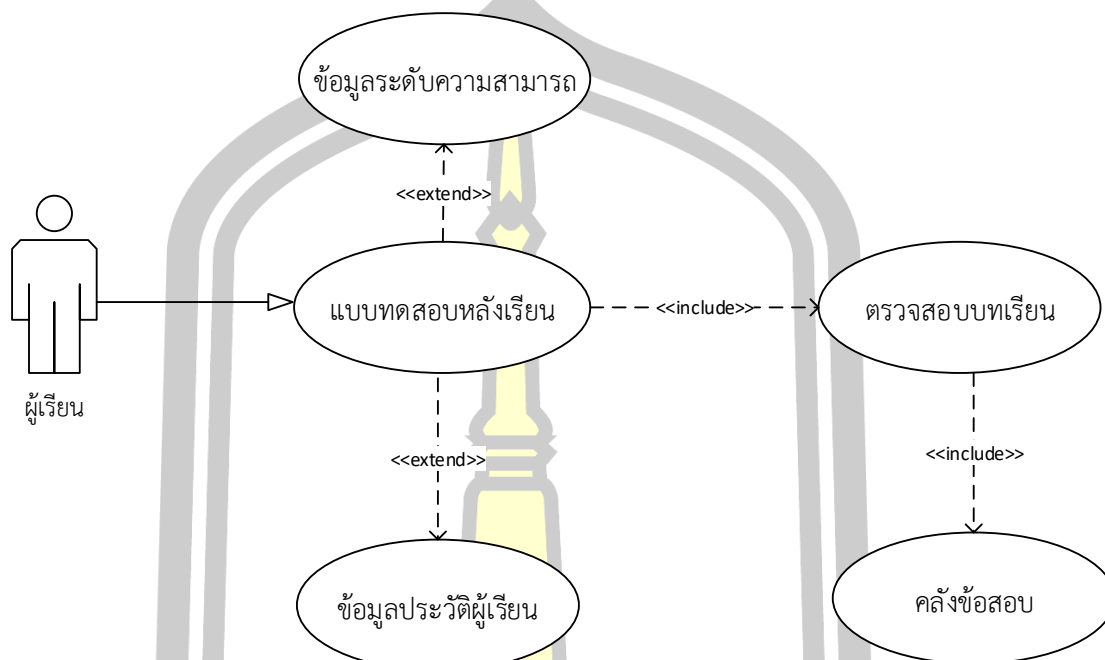 ข้อมูลระดับความสามารถ
<<extend>>
แบบทดสอบหลังเรียน
<<include>>
ตรวจสอบบทเรียน
ผู้เรียน
<<extend>>
<<include>>
ข้อมูลประวัติผู้เรียน
คลังข้อสอบ